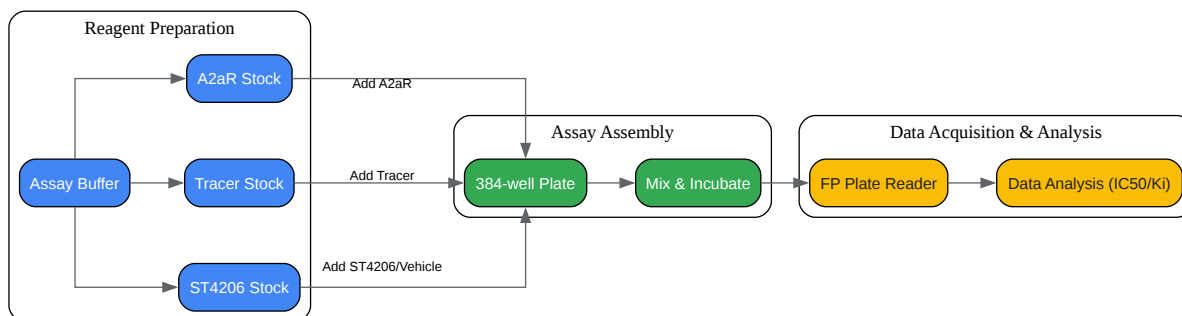 Reagent Preparation
A2aR Stock
Add A2aR
Assay Assembly
Data Acquisition & Analysis
Assay Buffer
Tracer Stock
Add Tracer
384-well Plate
Mix & Incubate
FP Plate Reader
Data Analysis (IC50/Ki)
Add ST4206/Vehicle
ST4206 Stock